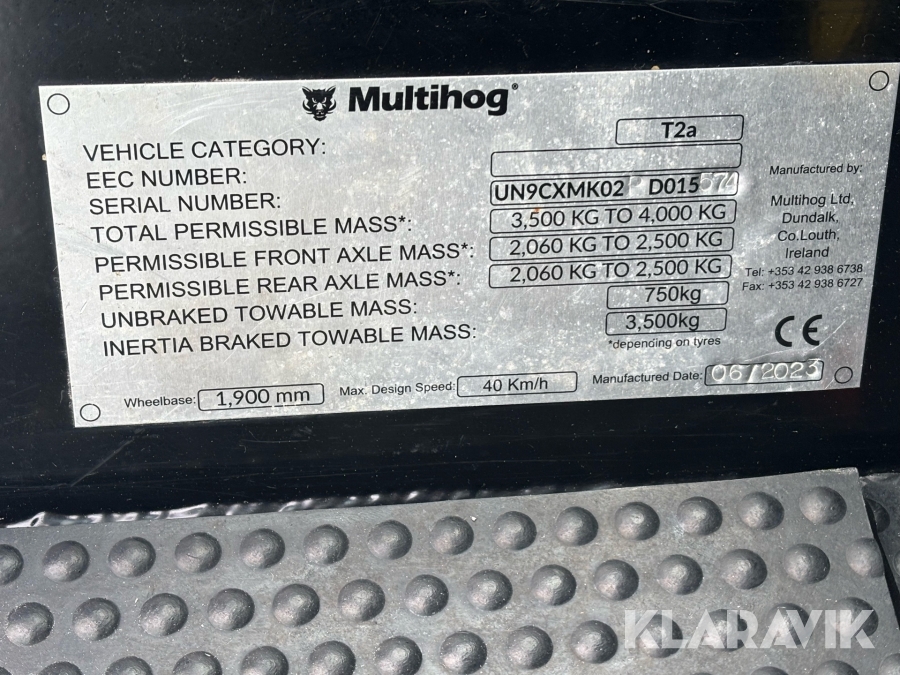 Multihog®
VEHICLE CATEGORY: T2a
EEC NUMBER:
SERIAL NUMBER: UN9CXMK02 P D015574
TOTAL PERMISSIBLE MASS*: 3,500 KG TO 4,000 KG
PERMISSIBLE FRONT AXLE MASS*: 2,060 KG TO 2,500 KG
PERMISSIBLE REAR AXLE MASS*: 2,060 KG TO 2,500 KG
UNBRAKED TOWABLE MASS: 750kg
INERTIA BRAKED TOWABLE MASS: 3,500kg
*depending on tyres
Manufactured by:
Multihog Ltd,
Dundalk,
Co.Louth,
Ireland
Tel: +353 42 938 6738
Fax: +353 42 938 6727
CE
Wheelbase: 1,900 mm Max. Design Speed: 40 Km/h Manufactured Date: 06/2023
KLARAVIK